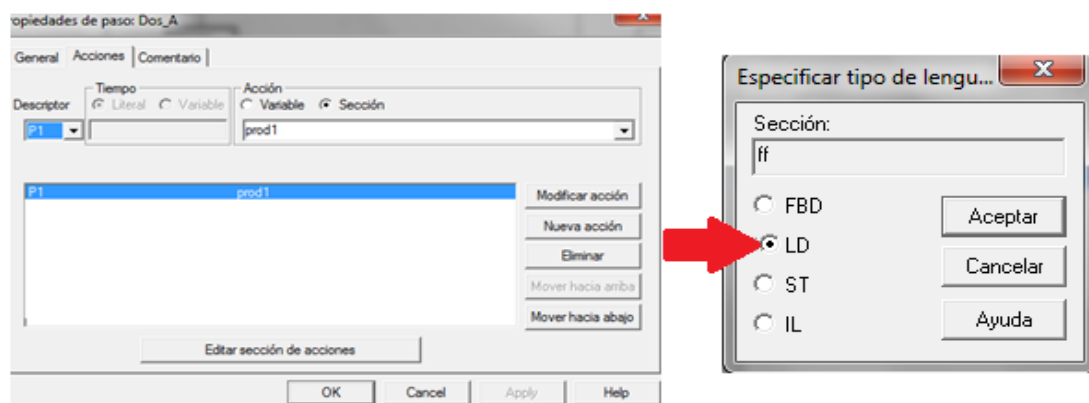 opiedades de paso: Dos_A
General Acciones Comentario
Descriptor
Tiempo
Literal Variable
Acción
Variable Sección
P1
prod1
P1 prod1
Modificar acción
Nueva acción
Eliminar
Mover hacia arriba
Mover hacia abajo
Editar sección de acciones
OK Cancel Apply Help
Especificar tipo de lengu...
Sección:
ff
FBD
LD
ST
IL
Aceptar
Cancelar
Ayuda